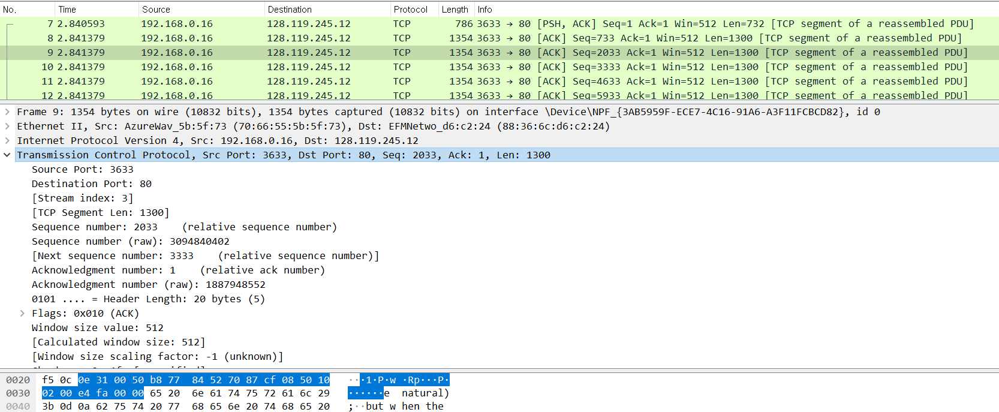 No. Time Source Destination Protocol Length Info
7 2.840593 192.168.0.16 128.119.245.12 TCP 786 3633 → 80 [PSH, ACK] Seq=1 Ack=1 Win=512 Len=732 [TCP segment of a reassembled PDU]
8 2.841379 192.168.0.16 128.119.245.12 TCP 1354 3633 → 80 [ACK] Seq=733 Ack=1 Win=512 Len=1300 [TCP segment of a reassembled PDU]
9 2.841379 192.168.0.16 128.119.245.12 TCP 1354 3633 → 80 [ACK] Seq=2033 Ack=1 Win=512 Len=1300 [TCP segment of a reassembled PDU]
10 2.841379 192.168.0.16 128.119.245.12 TCP 1354 3633 → 80 [ACK] Seq=3333 Ack=1 Win=512 Len=1300 [TCP segment of a reassembled PDU]
11 2.841379 192.168.0.16 128.119.245.12 TCP 1354 3633 → 80 [ACK] Seq=4633 Ack=1 Win=512 Len=1300 [TCP segment of a reassembled PDU]
12 2.841379 192.168.0.16 128.119.245.12 TCP 1354 3633 → 80 [ACK] Seq=5933 Ack=1 Win=512 Len=1300 [TCP segment of a reassembled PDU]
Frame 9: 1354 bytes on wire (10832 bits), 1354 bytes captured (10832 bits) on interface \Device\NPF_{3AB5959F-ECE7-4C16-91A6-A3F11FCBCD82}, id 0
Ethernet II, Src: AzureWav_5b:5f:73 (70:66:55:5b:5f:73), Dst: EFMNetwo_d6:c2:24 (88:36:6c:d6:c2:24)
Internet Protocol Version 4, Src: 192.168.0.16, Dst: 128.119.245.12
Transmission Control Protocol, Src Port: 3633, Dst Port: 80, Seq: 2033, Ack: 1, Len: 1300
Source Port: 3633
Destination Port: 80
[Stream index: 3]
[TCP Segment Len: 1300]
Sequence number: 2033 (relative sequence number)
Sequence number (raw): 3094840402
[Next sequence number: 3333 (relative sequence number)]
Acknowledgment number: 1 (relative ack number)
Acknowledgment number (raw): 1887948552
0101 .... = Header Length: 20 bytes (5)
Flags: 0x010 (ACK)
Window size value: 512
[Calculated window size: 512]
[Window size scaling factor: -1 (unknown)]
0020 f5 0c 0e 31 00 50 b8 77 84 52 70 87 cf 08 50 10 ···1·P·w ·Rp···P·
0030 02 00 e4 fa 00 00 65 20 6e 61 74 75 72 61 6c 29 ······e natural)
0040 3b 0d 0a 62 75 74 20 77 68 65 6e 20 74 68 65 20 ;··but w hen the